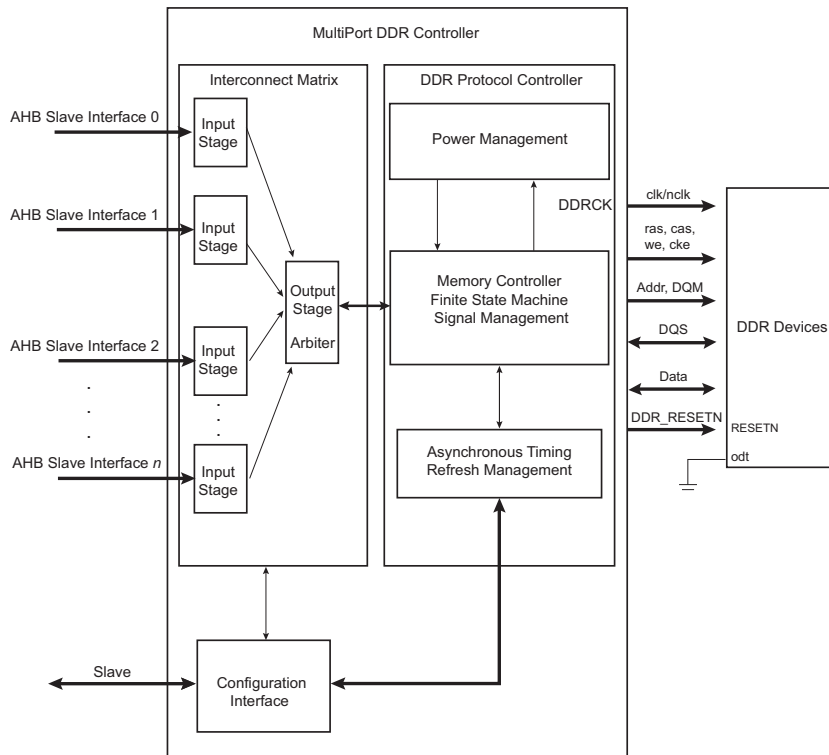 MultiPort DDR Controller
Interconnect Matrix
DDR Protocol Controller
AHB Slave Interface 0
Input
Stage
Power Management
AHB Slave Interface 1
Input
Stage
DDRCK
clk/nclk
ras, cas,
we, cke
Output
Stage
Arbiter
Memory Controller
Finite State Machine
Signal Management
Addr, DQM
DQS
Data
DDR_RESETN
DDR Devices
RESETN
odt
AHB Slave Interface 2
Input
Stage
.
.
.
.
.
.
AHB Slave Interface n
Input
Stage
Asynchronous Timing
Refresh Management
Slave
Configuration
Interface